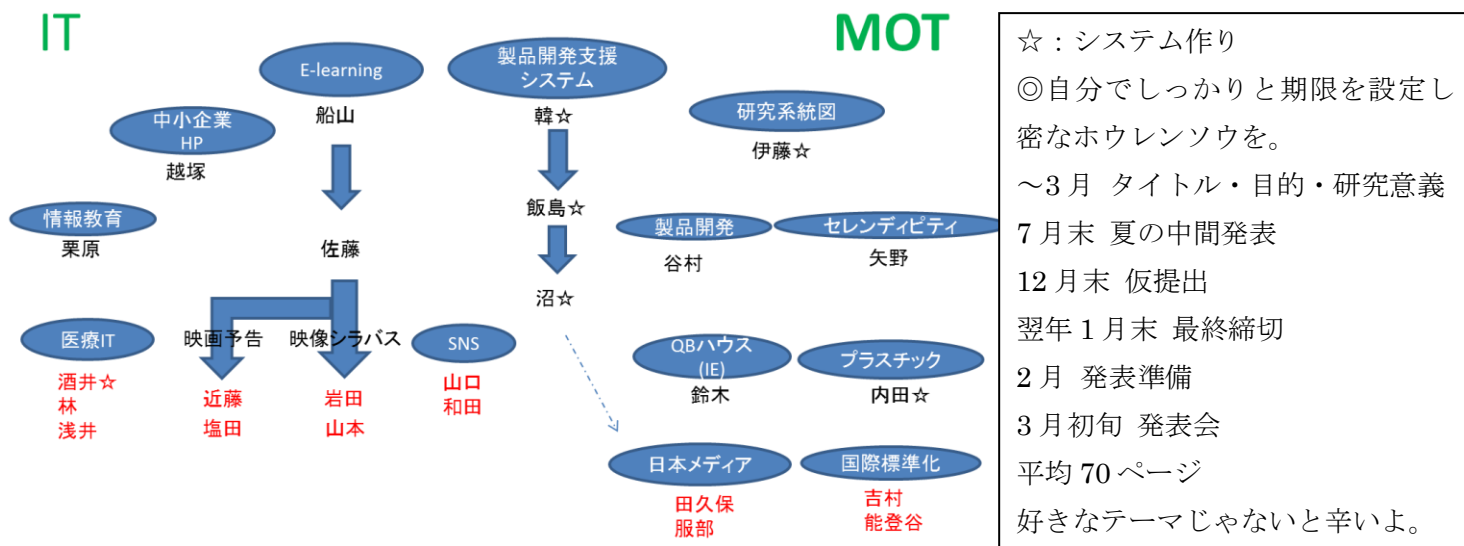 IT
MOT
E-learning
船山
製品開発支援
システム
韓☆
中小企業
HP
越塚
研究系統図
伊藤☆
情報教育
栗原
佐藤
飯島☆
製品開発
谷村
セレンディピティ
矢野
沼☆
医療IT
酒井☆
林
浅井
映画予告
近藤
塩田
映像シラバス
岩田
山本
SNS
山口
和田
QBハウス
(IE)
鈴木
プラスチック
内田☆
日本メディア
田久保
服部
国際標準化
吉村
能登谷
☆：システム作り
◎自分でしっかりと期限を設定し
密なホウレンソウを。
～3月 タイトル・目的・研究意義
7月末 夏の中間発表
12月末 仮提出
翌年1月末 最終締切
2月 発表準備
3月初旬 発表会
平均70ページ
好きなテーマじゃないと辛いよ。